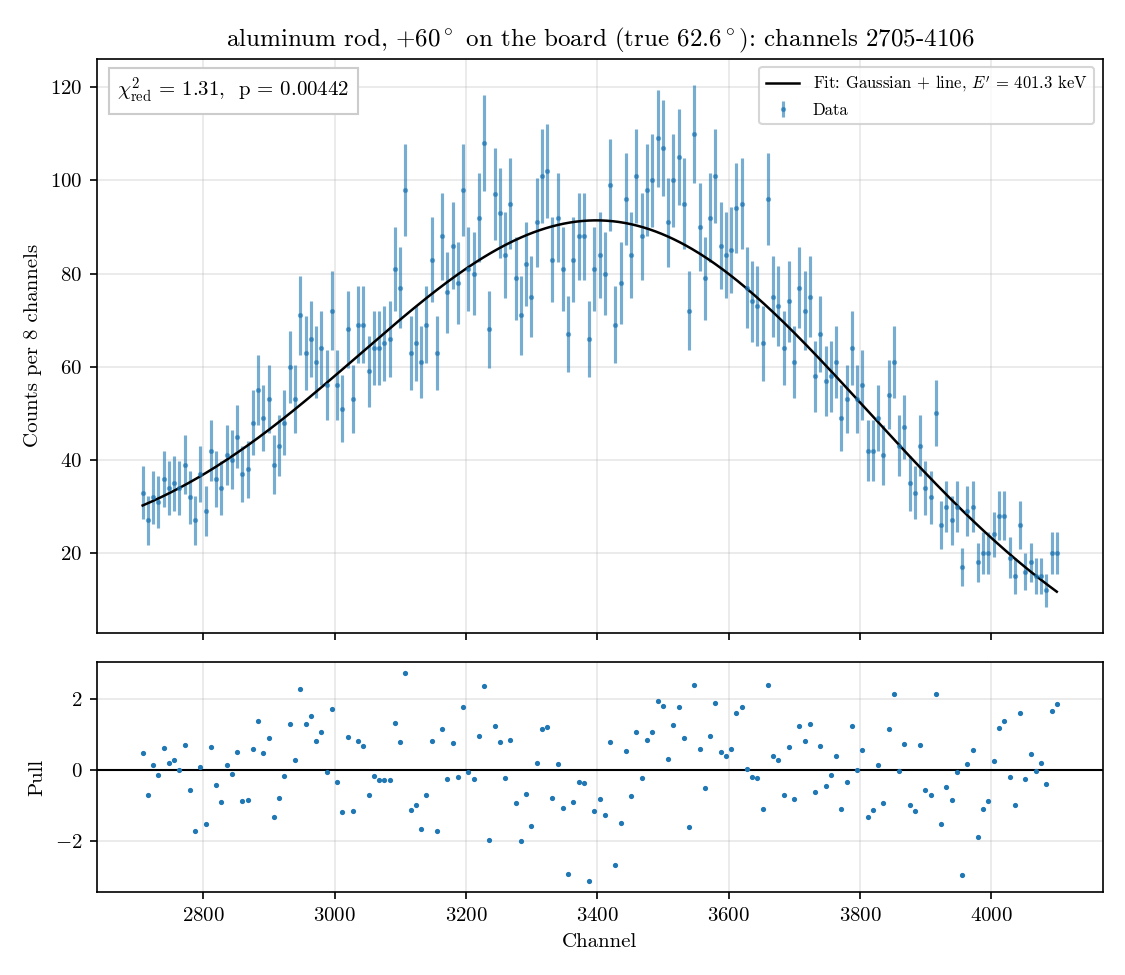 aluminum rod, +60° on the board (true 62.6°): channels 2705-4106
χ²red = 1.31, p = 0.00442
Fit: Gaussian + line, E′ = 401.3 keV
Data
120
100
80
60
40
20
Counts per 8 channels
2
0
−2
Pull
2800 3000 3200 3400 3600 3800 4000
Channel